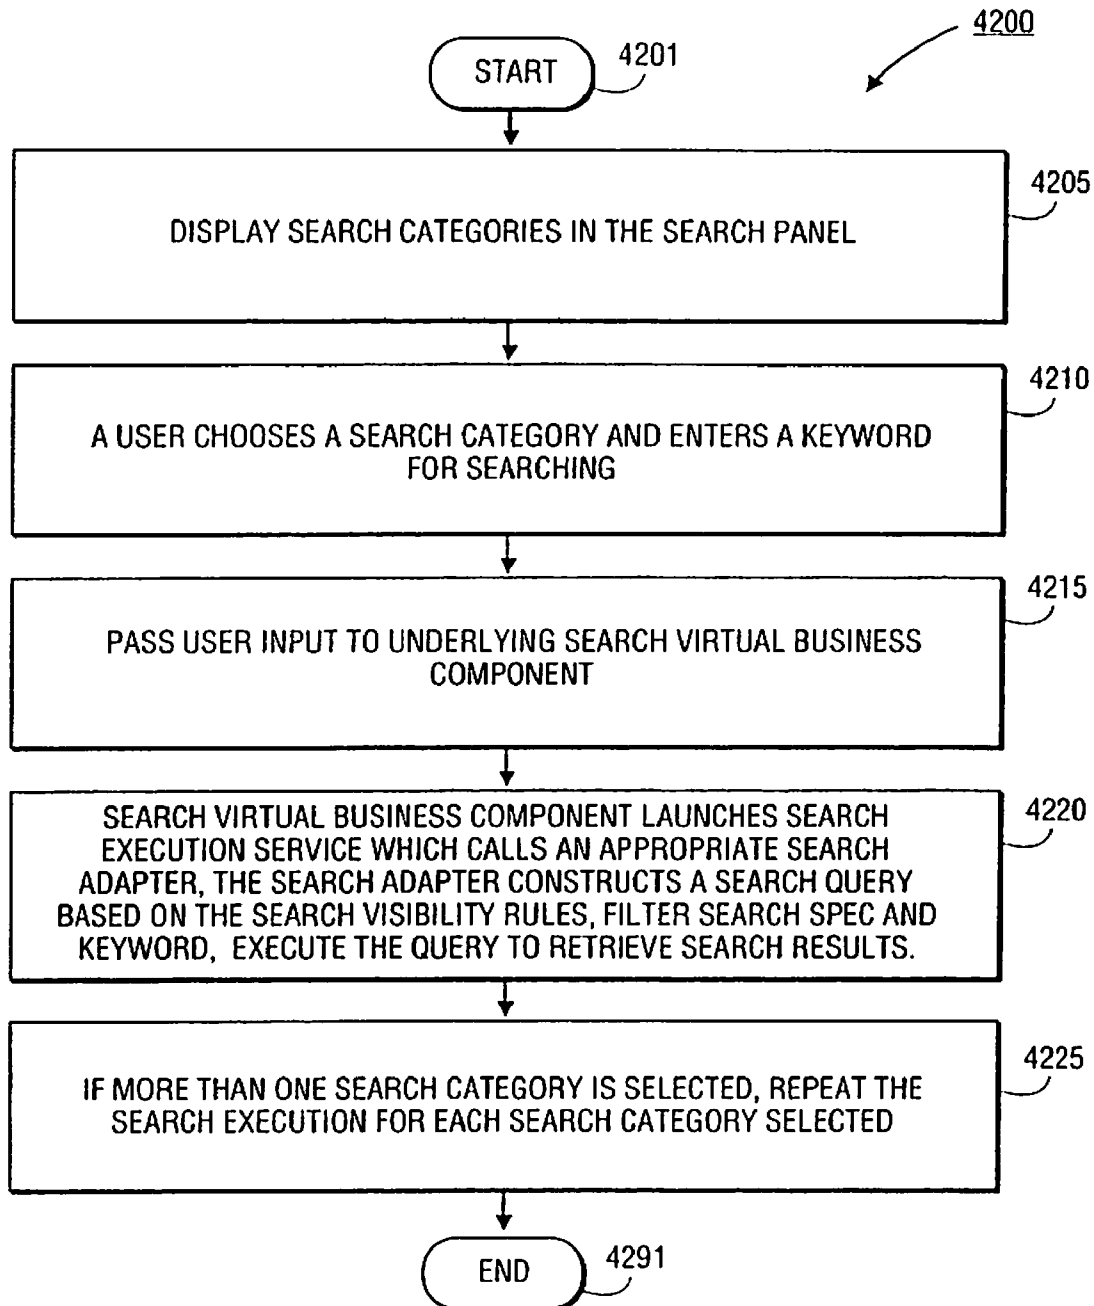 4200
START
4201
DISPLAY SEARCH CATEGORIES IN THE SEARCH PANEL
4205
A USER CHOOSES A SEARCH CATEGORY AND ENTERS A KEYWORD
FOR SEARCHING
4210
PASS USER INPUT TO UNDERLYING SEARCH VIRTUAL BUSINESS
COMPONENT
4215
SEARCH VIRTUAL BUSINESS COMPONENT LAUNCHES SEARCH
EXECUTION SERVICE WHICH CALLS AN APPROPRIATE SEARCH
ADAPTER, THE SEARCH ADAPTER CONSTRUCTS A SEARCH QUERY
BASED ON THE SEARCH VISIBILITY RULES, FILTER SEARCH SPEC AND
KEYWORD, EXECUTE THE QUERY TO RETRIEVE SEARCH RESULTS.
4220
IF MORE THAN ONE SEARCH CATEGORY IS SELECTED, REPEAT THE
SEARCH EXECUTION FOR EACH SEARCH CATEGORY SELECTED
4225
END
4291